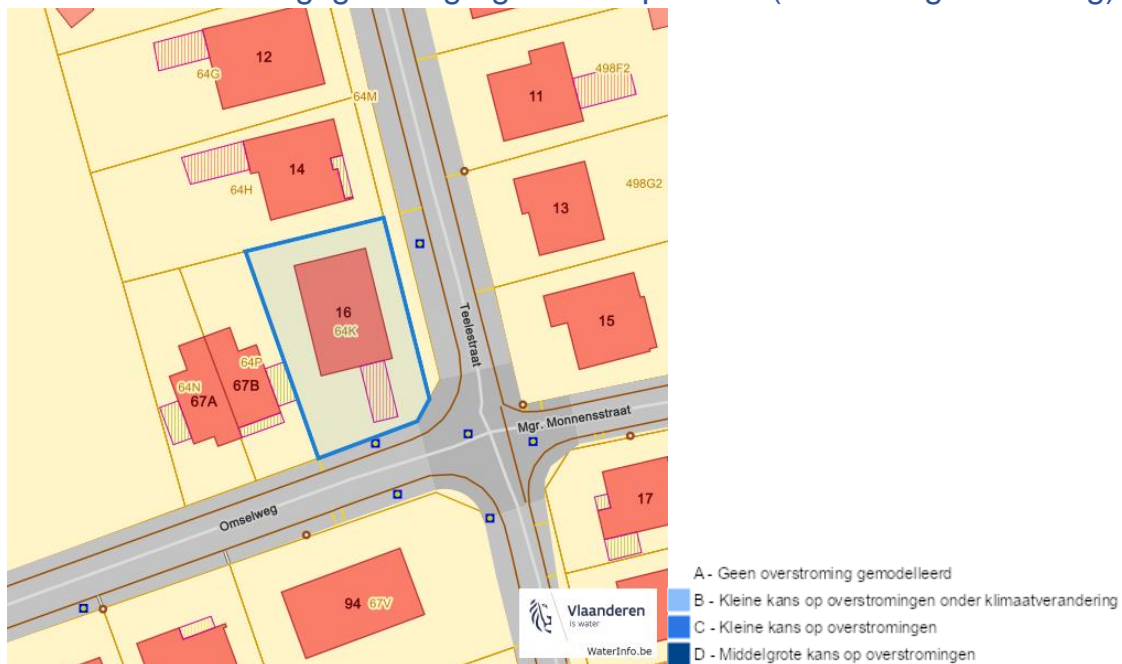 12
64G
64M
11
498F2
14
64H
13
498G2
16
64K
Teelestraat
15
64P
64N
67B
67A
Mgr. Monnensstraat
17
Omselweg
94 67V
Vlaanderen
is water
WaterInfo.be
A - Geen overstroming gemodelleerd
B - Kleine kans op overstromingen onder klimaatverandering
C - Kleine kans op overstromingen
D - Middelgrote kans op overstromingen